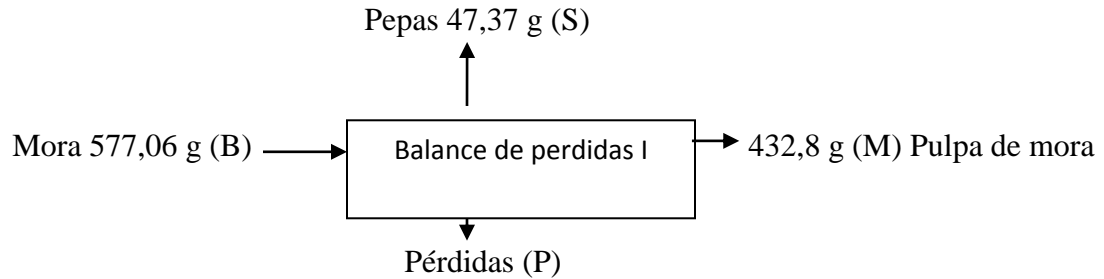 Pepas 47,37 g (S)
Mora 577,06 g (B)
Balance de perdidas I
432,8 g (M) Pulpa de mora
Pérdidas (P)